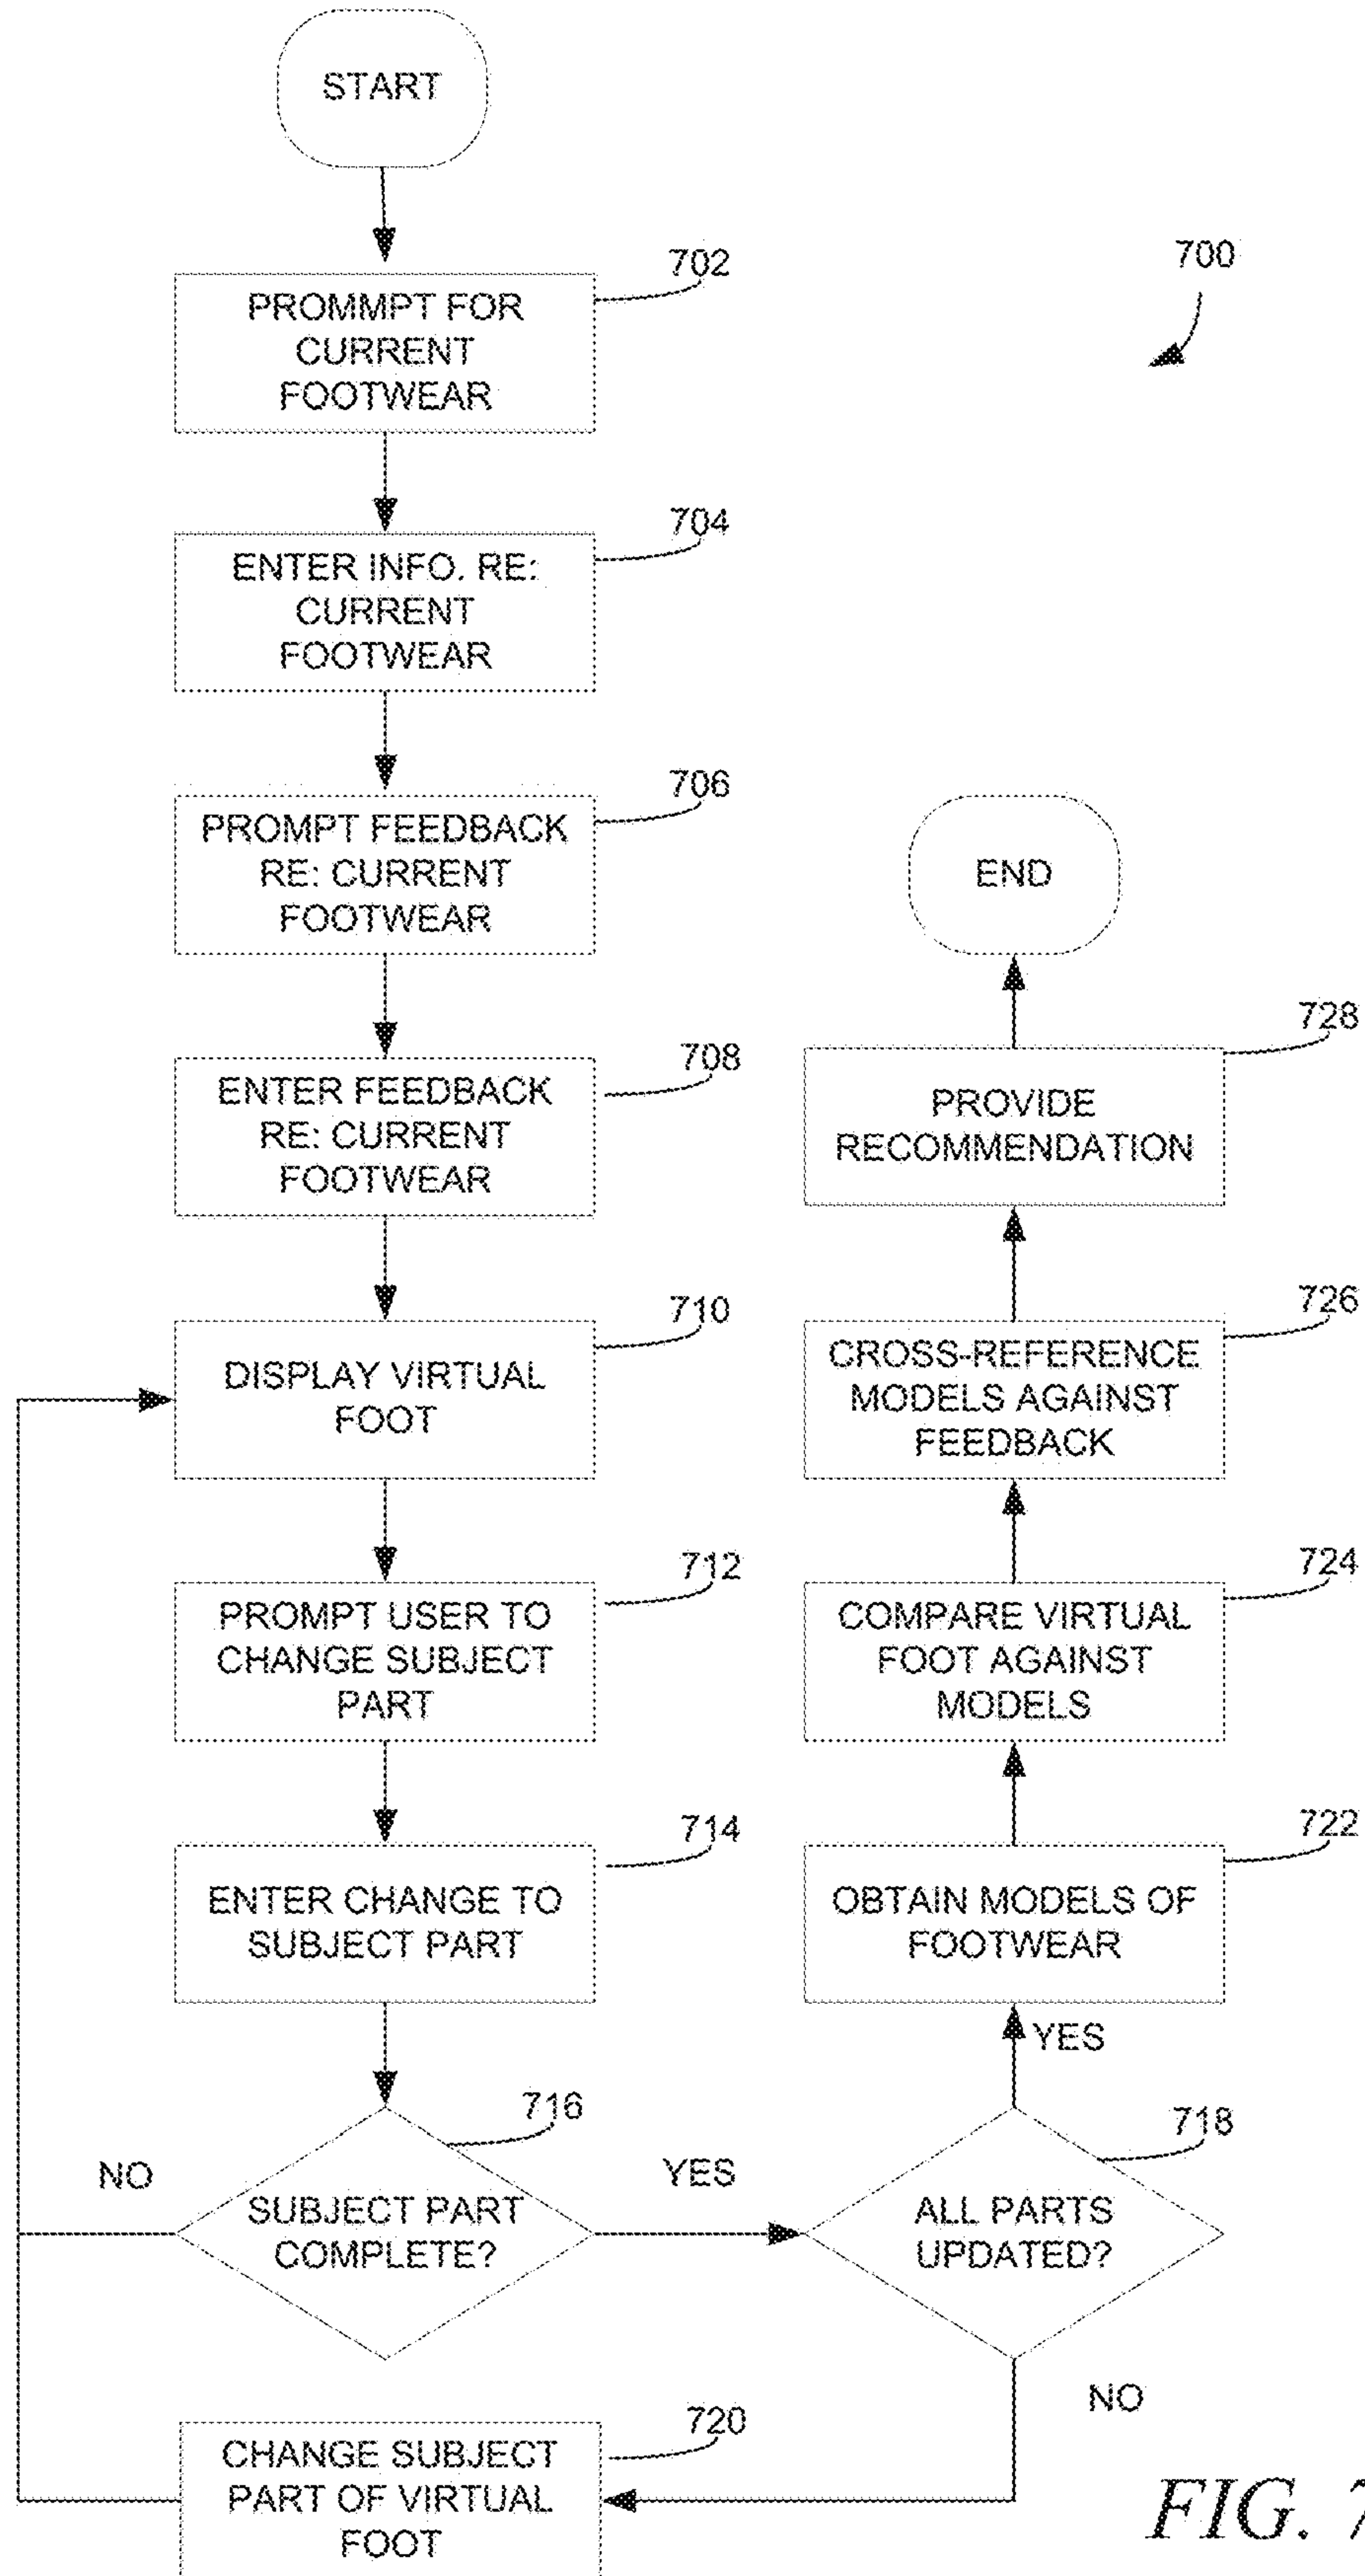 START
700
702
PROMMPT FOR
CURRENT
FOOTWEAR
704
ENTER INFO. RE:
CURRENT
FOOTWEAR
706
PROMPT FEEDBACK
RE: CURRENT
FOOTWEAR
708
ENTER FEEDBACK
RE: CURRENT
FOOTWEAR
710
DISPLAY VIRTUAL
FOOT
712
PROMPT USER TO
CHANGE SUBJECT
PART
714
ENTER CHANGE TO
SUBJECT PART
716
SUBJECT PART
COMPLETE?
NO
YES
718
ALL PARTS
UPDATED?
NO
YES
720
CHANGE SUBJECT
PART OF VIRTUAL
FOOT
722
OBTAIN MODELS OF
FOOTWEAR
724
COMPARE VIRTUAL
FOOT AGAINST
MODELS
726
CROSS-REFERENCE
MODELS AGAINST
FEEDBACK
728
PROVIDE
RECOMMENDATION
END
FIG. 7